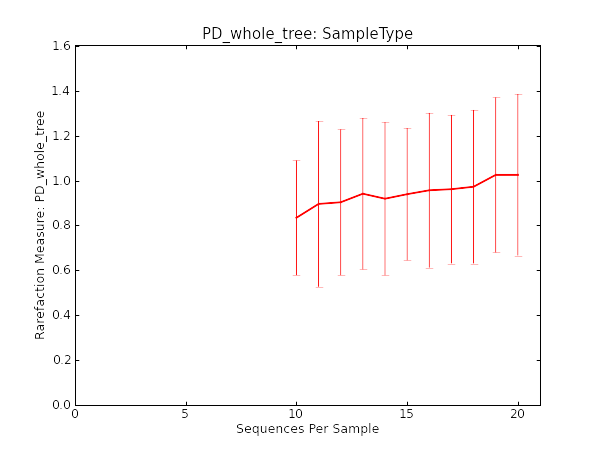 PD_whole_tree: SampleType
1.6
1.4
1.2
1.0
0.8
0.6
0.4
0.2
0.0
Rarefaction Measure: PD_whole_tree
0 5 10 15 20
Sequences Per Sample